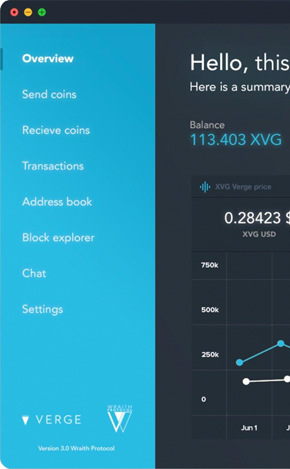 Overview
Send coins
Recieve coins
Transactions
Address book
Block explorer
Chat
Settings
VERGE
WRAITH
PROTOCOL
Version 3.0 Wraith Protocol
Hello, this
Here is a summary
Balance
113.403 XVG
XVG Verge price
0.28423 $
XVG USD
750k
500k
250k
0
Jun 1
Ju